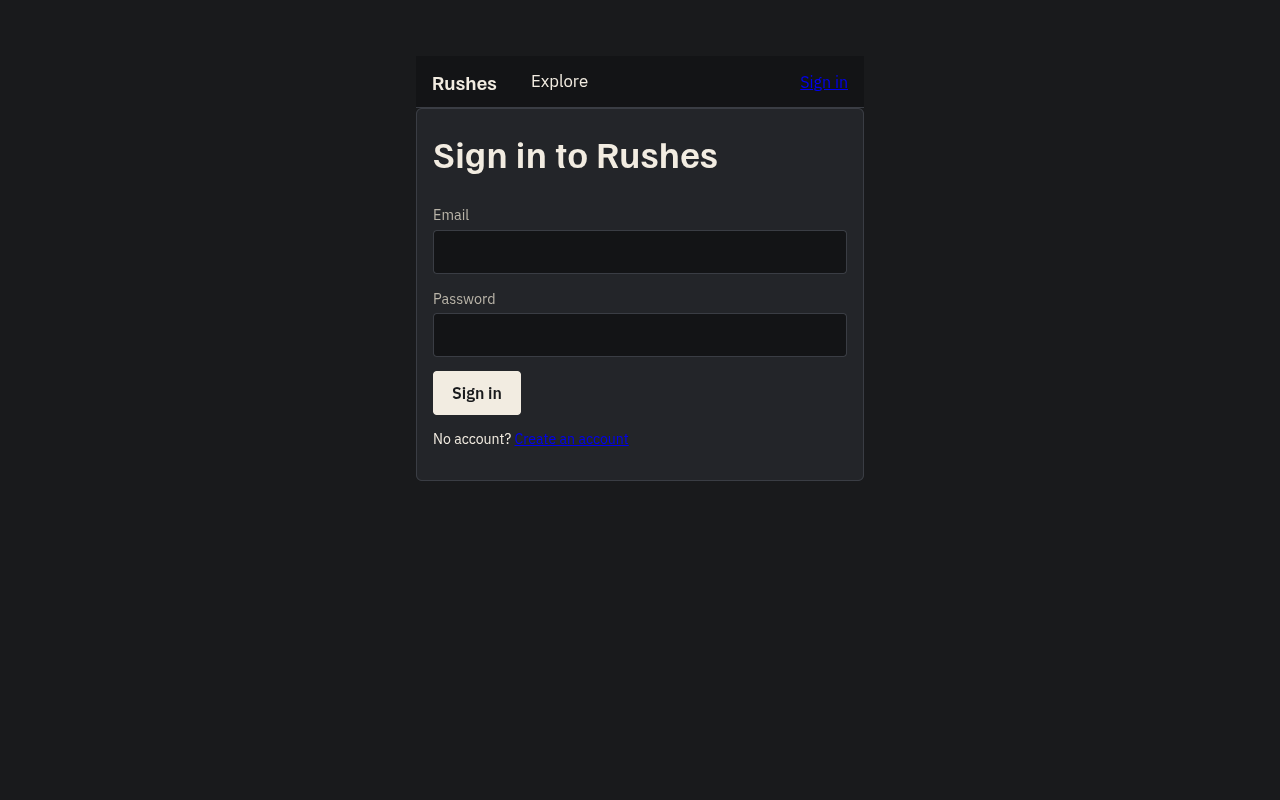 Rushes Explore Sign in
Sign in to Rushes
Email
Password
Sign in
No account? Create an account